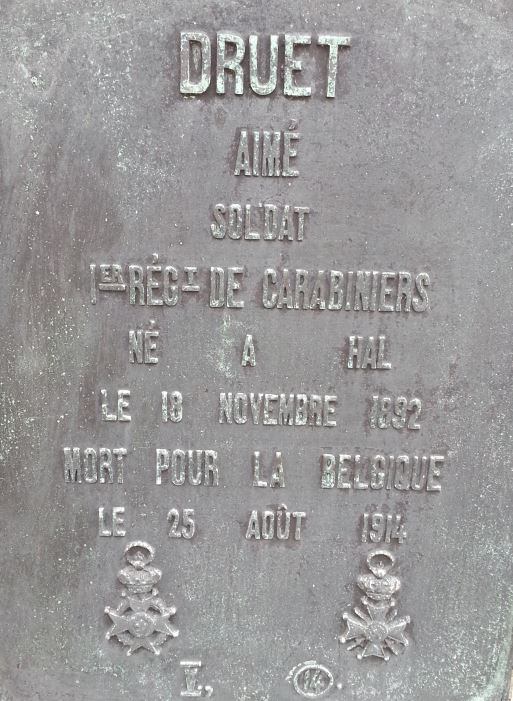 DRUET
AIMÉ
SOLDAT
1ER RÉGT DE CARABINIERS
NÉ A HAL
LE 18 NOVEMBRE 1892
MORT POUR LA BELGIQUE
LE 25 AOÛT 1914
L, 14.